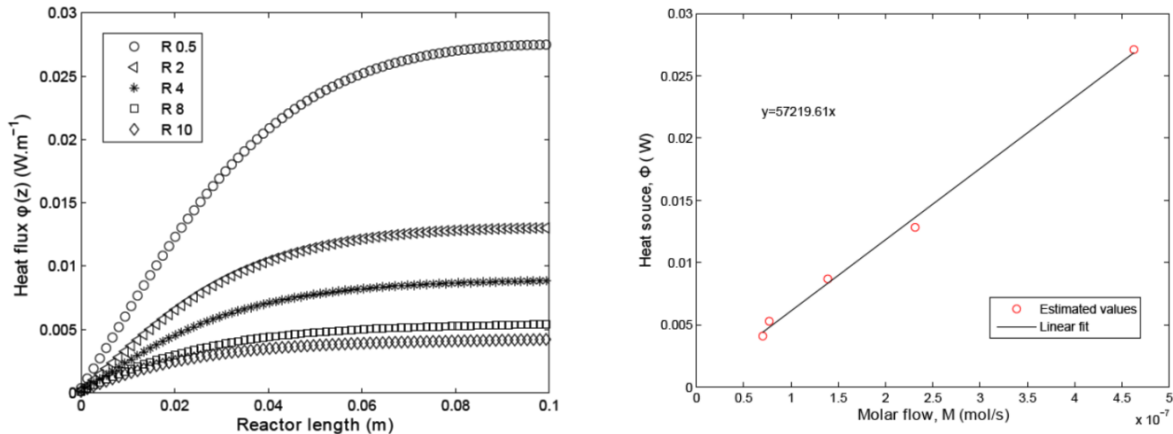 0.03
0.025
0.02
0.015
0.01
0.005
0
Heat flux φ(z) (W.m⁻¹)
R 0.5
R 2
R 4
R 8
R 10
0 0.02 0.04 0.06 0.08 0.1
Reactor length (m)
0.03
0.025
0.02
0.015
0.01
0.005
0
Heat souce, Φ ( W)
y=57219.61x
Estimated values
Linear fit
0 0.5 1 1.5 2 2.5 3 3.5 4 4.5 5
x 10⁻⁷
Molar flow, M (mol/s)